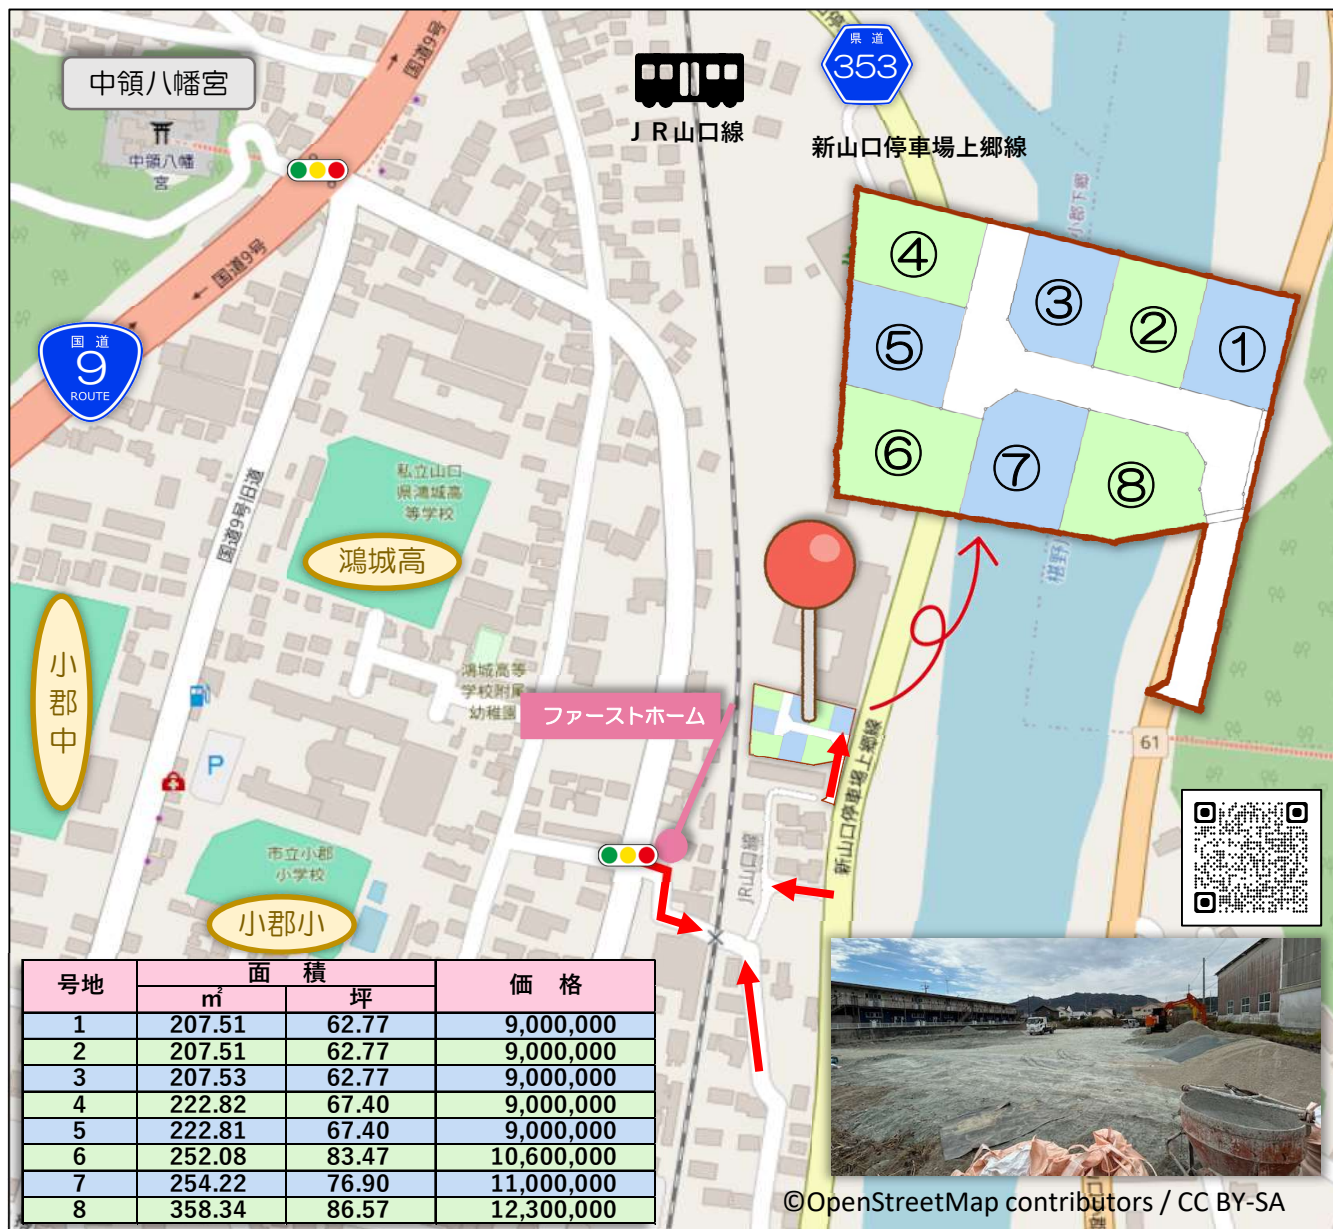 中領八幡宮
中領八幡
宮
国道9号
国道9号
国道
9
ROUTE
ＪＲ山口線
県道
353
新山口停車場上郷線
小郡下郷
④
③
②
①
⑤
⑥
⑦
⑧
椹野川
61
私立山口
県鴻城高
等学校
鴻城高
国道9号旧道
小郡中
鴻城高等
学校附属
幼稚園
ファーストホーム
P
市立小郡
小学校
小郡小
JR山口線
新山口停車場上郷線
号地 面積 価格
㎡ 坪
1 207.51 62.77 9,000,000
2 207.51 62.77 9,000,000
3 207.53 62.77 9,000,000
4 222.82 67.40 9,000,000
5 222.81 67.40 9,000,000
6 252.08 83.47 10,600,000
7 254.22 76.90 11,000,000
8 358.34 86.57 12,300,000
©OpenStreetMap contributors / CC BY-SA